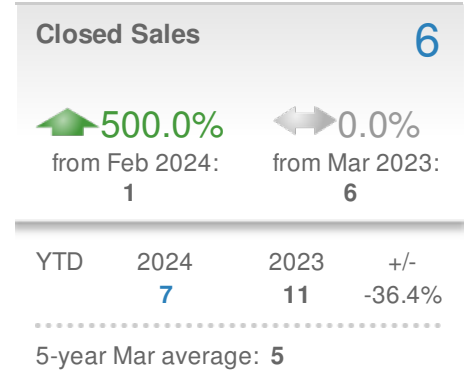 Closed Sales 6
500.0% 0.0%
from Feb 2024: from Mar 2023:
1 6
YTD 2024 2023 +/-
7 11 -36.4%
5-year Mar average: 5